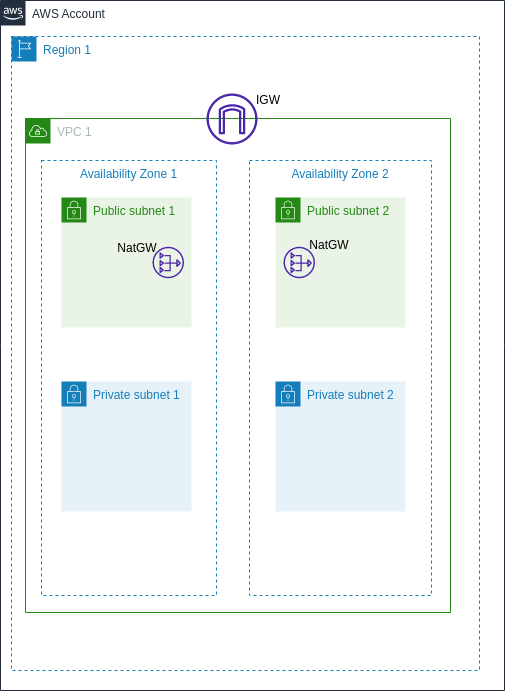 aws
AWS Account
Region 1
IGW
VPC 1
Availability Zone 1
Availability Zone 2
Public subnet 1
Public subnet 2
NatGW
NatGW
Private subnet 1
Private subnet 2